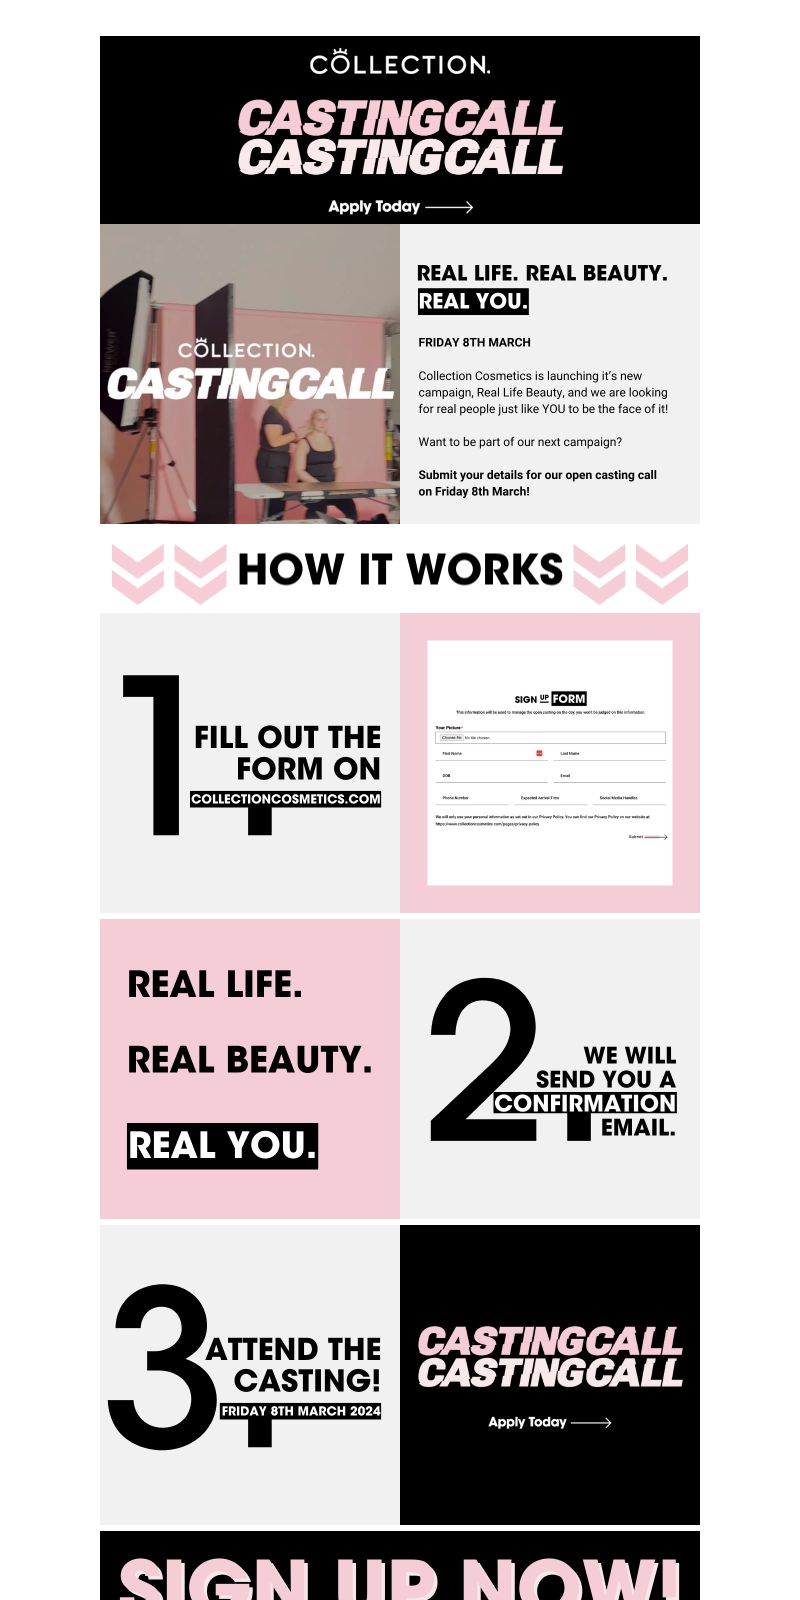 COLLECTION.
CASTINGCALL
CASTINGCALL
Apply Today
NEEWER
COLLECTION.
CASTINGCALL
REAL LIFE. REAL BEAUTY.
REAL YOU.
FRIDAY 8TH MARCH
Collection Cosmetics is launching it's new
campaign, Real Life Beauty, and we are looking
for real people just like YOU to be the face of it!
Want to be part of our next campaign?
Submit your details for our open casting call
on Friday 8th March!
HOW IT WORKS
1
FILL OUT THE
FORM ON
COLLECTIONCOSMETICS.COM
SIGN UP FORM
This information will be used to manage the open casting on the day, you won't be judged on this information.
Your Picture*
Choose File No file chosen
First Name Last Name
DOB Email
Phone Number Expected Arrival Time Social Media Handles
We will only use your personal information as set out in our Privacy Policy. You can find our Privacy Policy on our website at
https://www.collectioncosmetics.com/pages/privacy-policy
Submit
REAL LIFE.
REAL BEAUTY.
REAL YOU.
2
WE WILL
SEND YOU A
CONFIRMATION
EMAIL.
3
ATTEND THE
CASTING!
FRIDAY 8TH MARCH 2024
CASTINGCALL
CASTINGCALL
Apply Today
SIGN UP NOW!